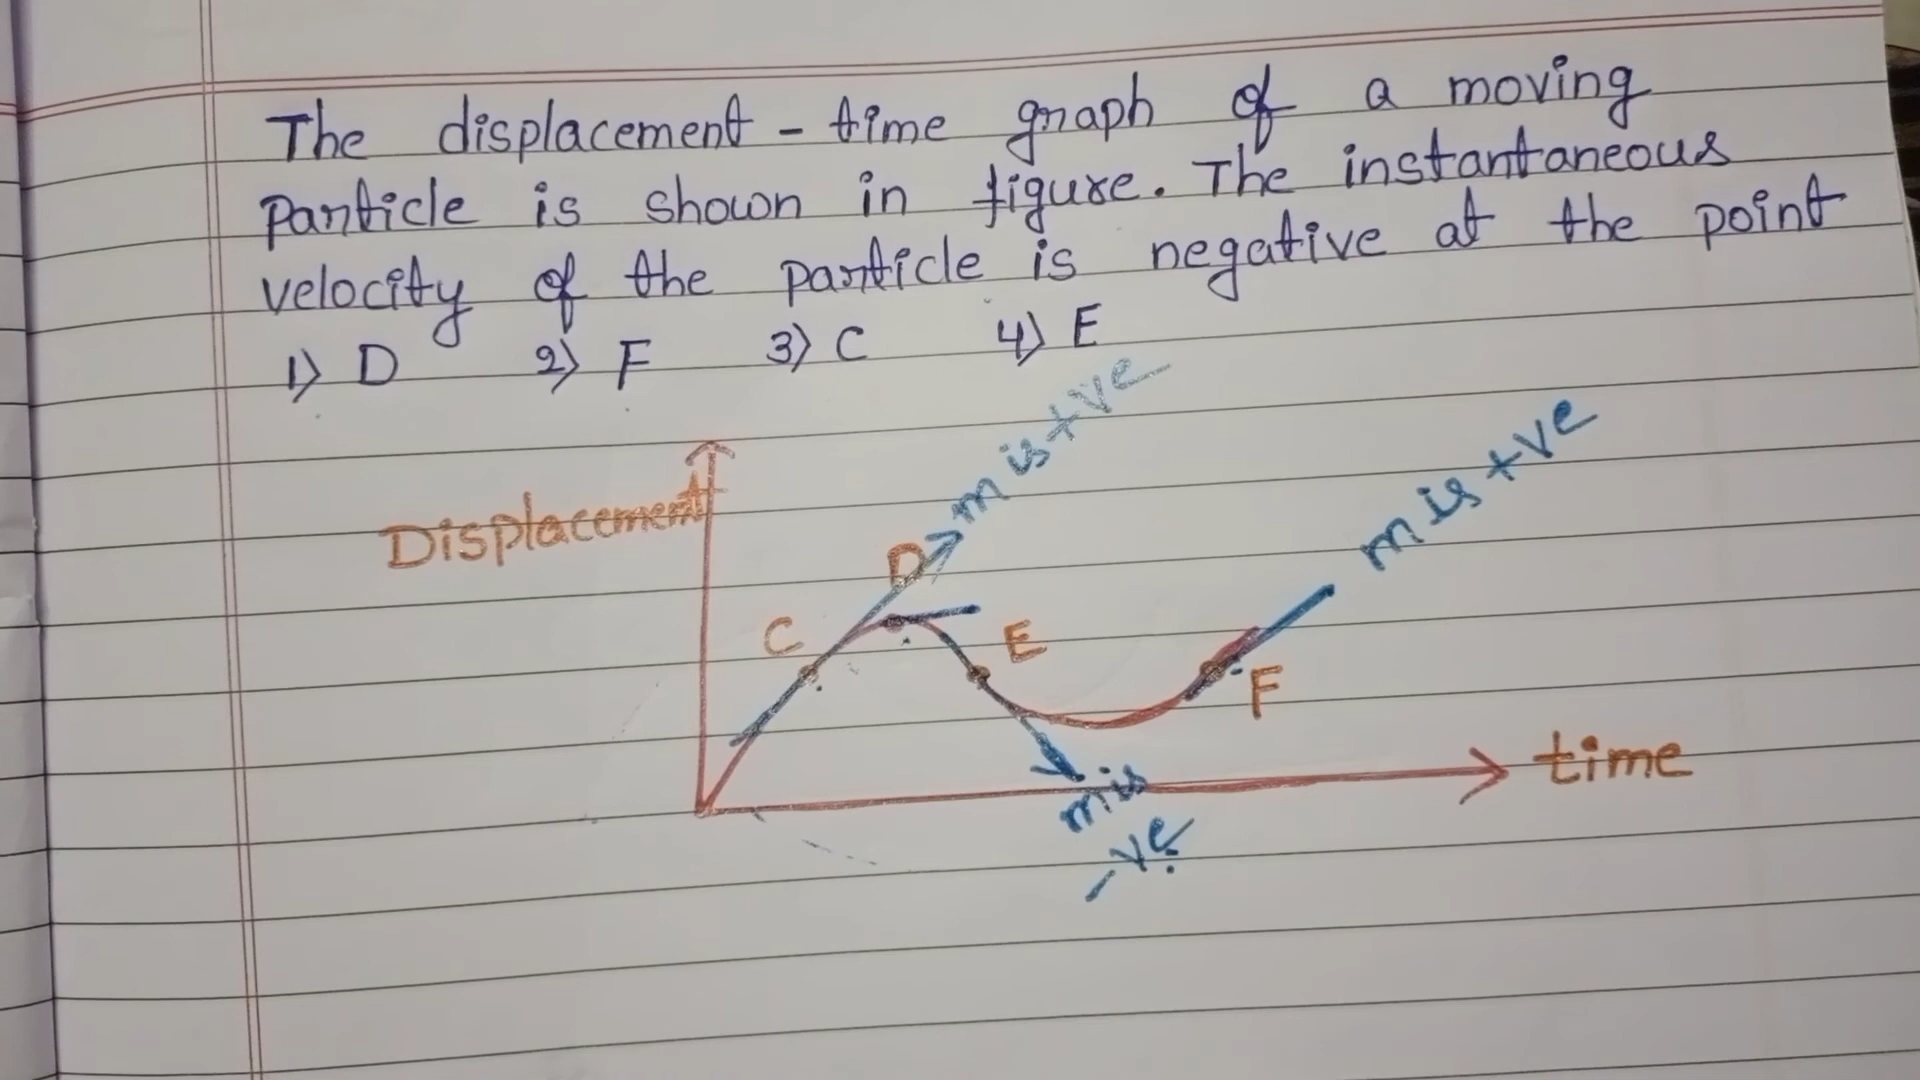 The displacement - time graph of a moving
particle is shown in figure. The instantaneous
velocity of the particle is negative at the point
1) D 2) F 3) C 4) E
m is +ve
m is +ve
Displacement
D
C
E
F
time
m is
-ve